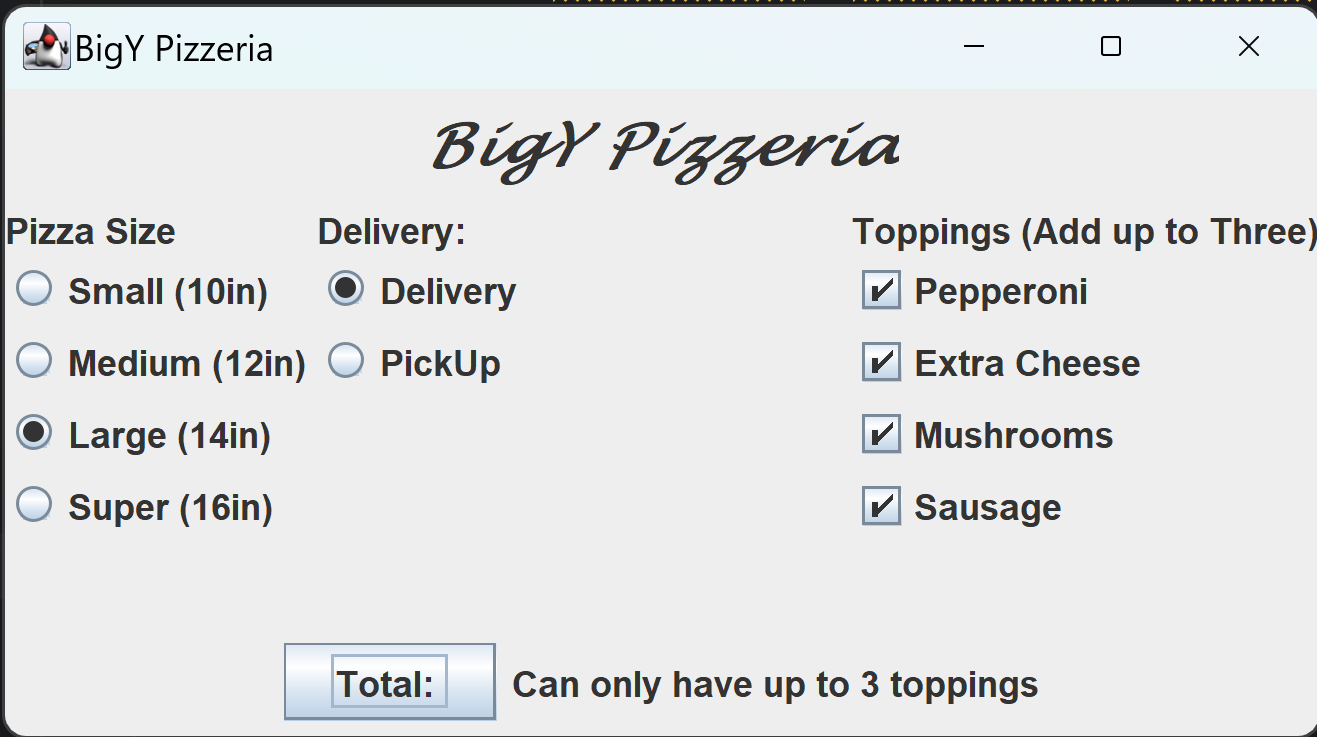 BigY Pizzeria
BigY Pizzeria
Pizza Size
Small (10in)
Medium (12in)
Large (14in)
Super (16in)
Delivery:
Delivery
PickUp
Toppings (Add up to Three)
Pepperoni
Extra Cheese
Mushrooms
Sausage
Total:
Can only have up to 3 toppings